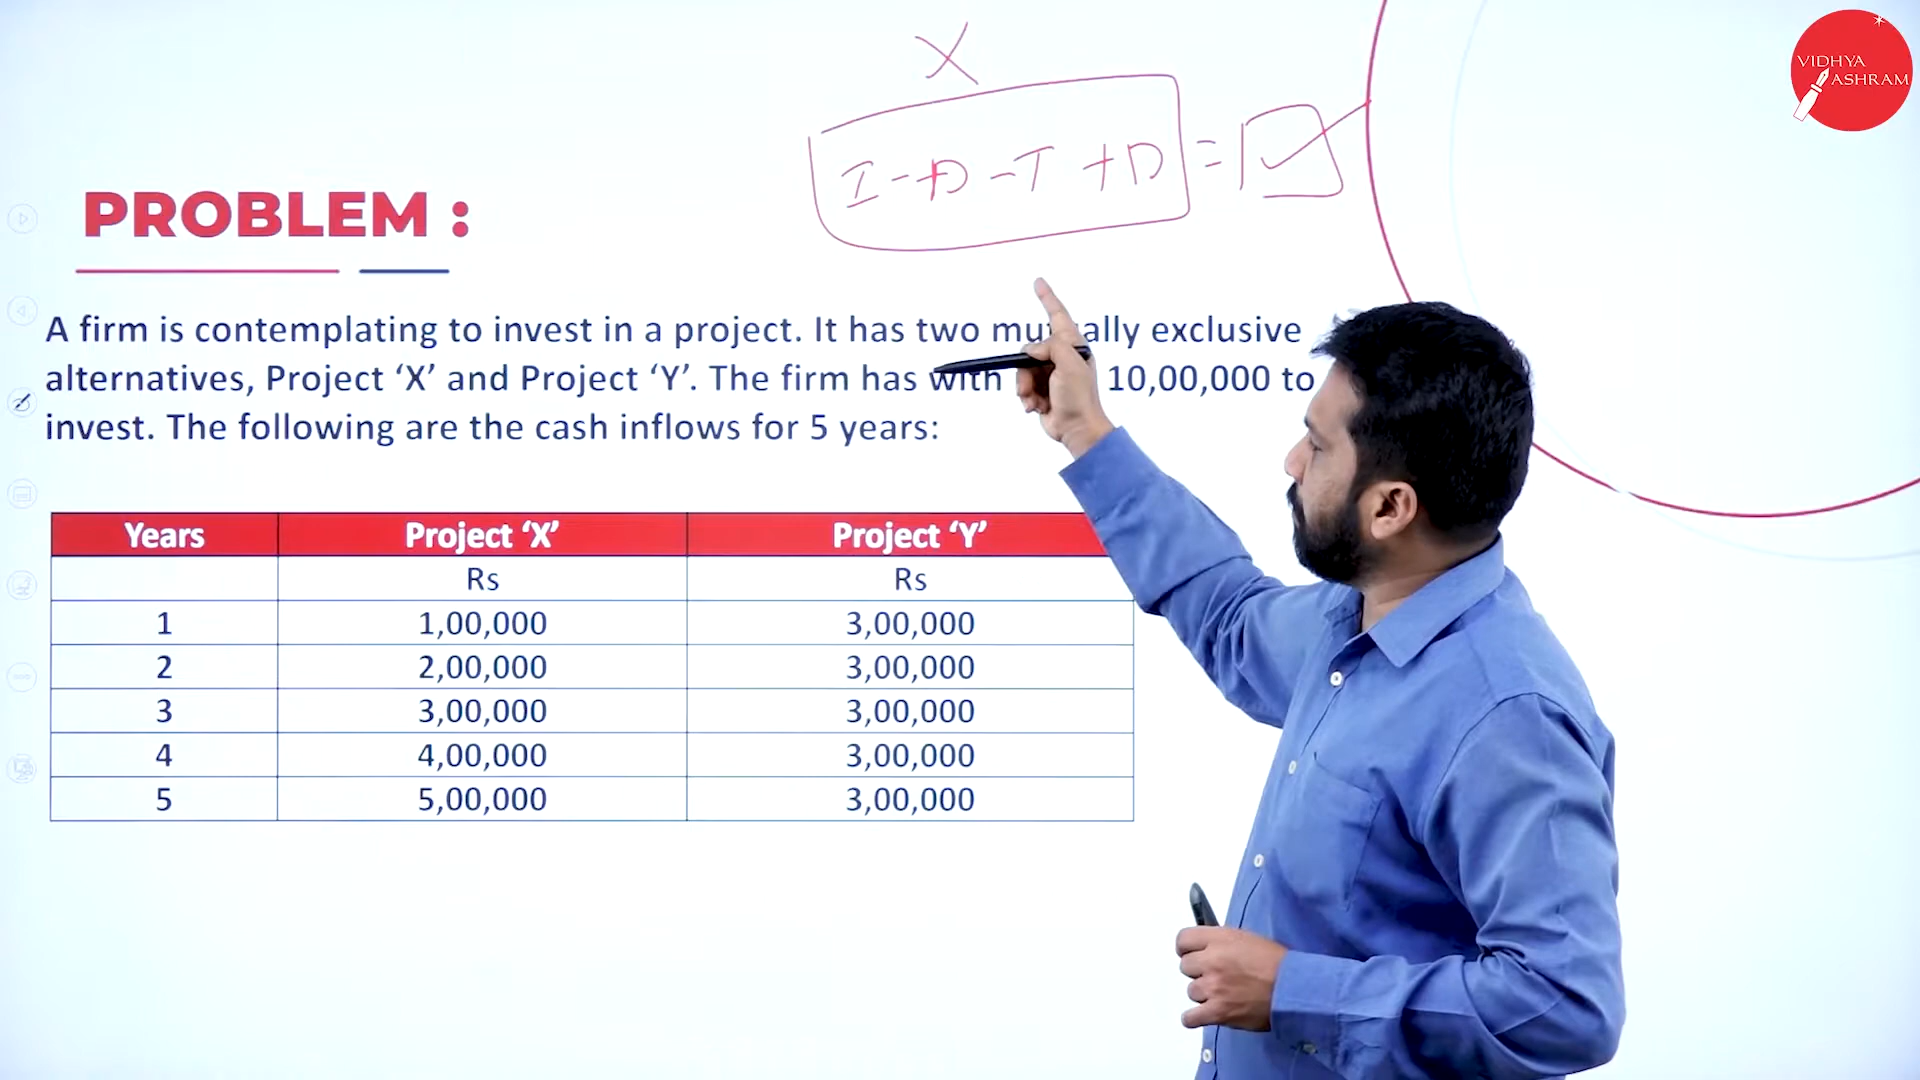 X
I - D - T + D =
VIDHYA
ASHRAM
PROBLEM :
A firm is contemplating to invest in a project. It has two mutually exclusive
alternatives, Project ‘X’ and Project ‘Y’. The firm has with 10,00,000 to
invest. The following are the cash inflows for 5 years:
Years Project ‘X’ Project ‘Y’
Rs Rs
1 1,00,000 3,00,000
2 2,00,000 3,00,000
3 3,00,000 3,00,000
4 4,00,000 3,00,000
5 5,00,000 3,00,000